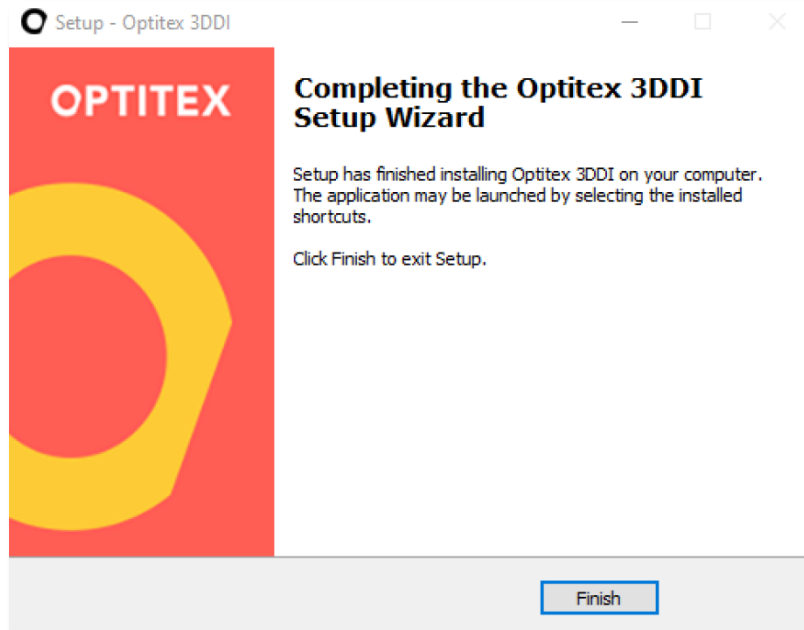 Setup - Optitex 3DDI
OPTITEX
Completing the Optitex 3DDI
Setup Wizard
Setup has finished installing Optitex 3DDI on your computer.
The application may be launched by selecting the installed
shortcuts.
Click Finish to exit Setup.
Finish